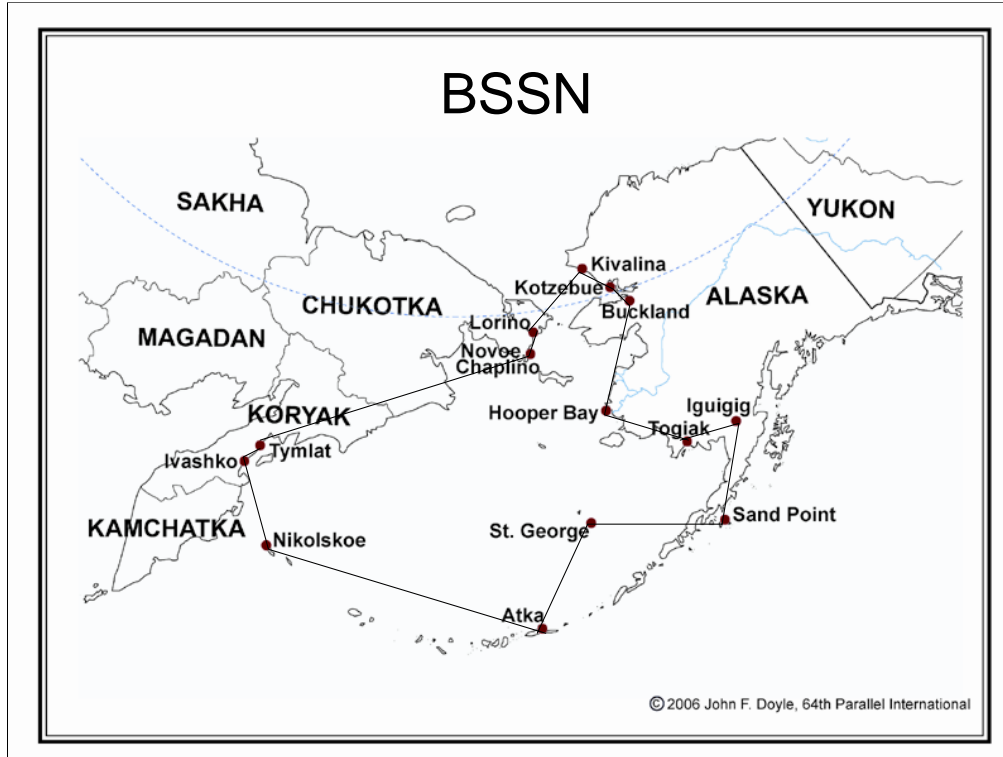 BSSN
SAKHA
YUKON
Kivalina
Kotzebue
ALASKA
CHUKOTKA
Buckland
Lorino
MAGADAN
Novoe
Chaplino
Iguigig
KORYAK
Hooper Bay
Togiak
Tymlat
Ivashko
Sand Point
KAMCHATKA
St. George
Nikolskoe
Atka
© 2006 John F. Doyle, 64th Parallel International